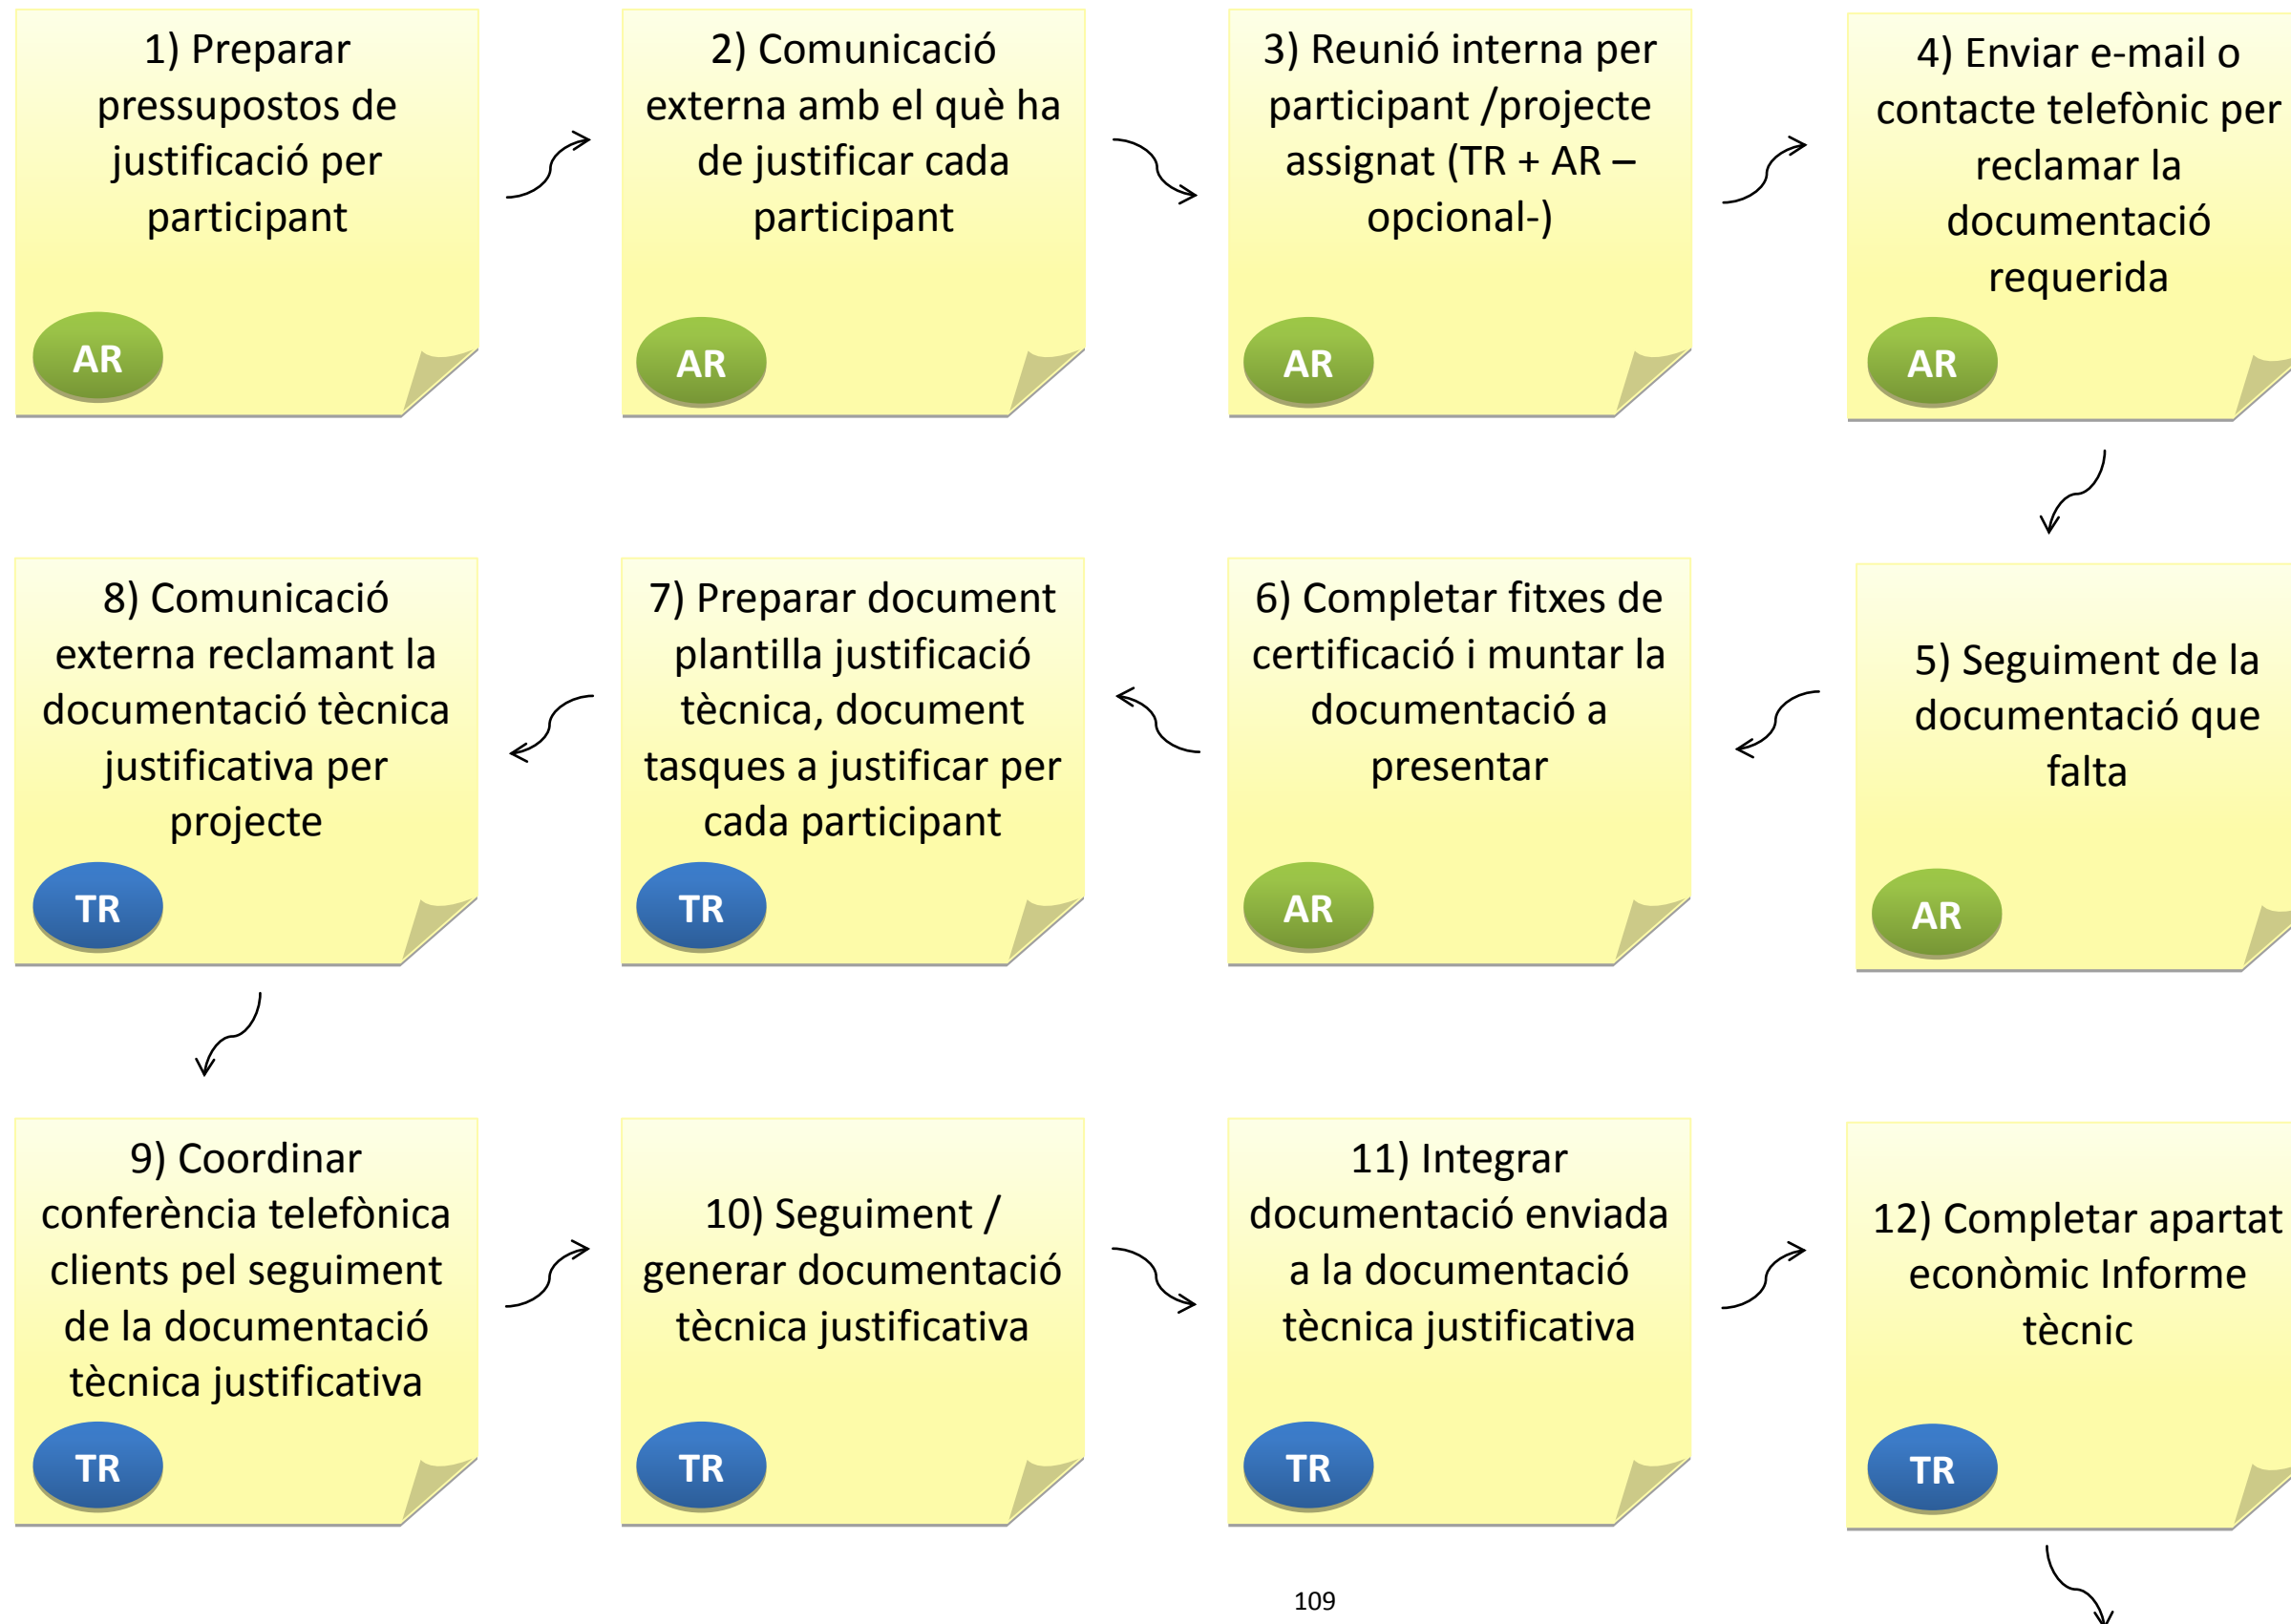 1) Preparar
pressupostos de
justificació per
participant
AR
2) Comunicació
externa amb el què ha
de justificar cada
participant
AR
3) Reunió interna per
participant /projecte
assignat (TR + AR –
opcional-)
AR
4) Enviar e-mail o
contacte telefònic per
reclamar la
documentació
requerida
AR
5) Seguiment de la
documentació que
falta
AR
6) Completar fitxes de
certificació i muntar la
documentació a
presentar
AR
7) Preparar document
plantilla justificació
tècnica, document
tasques a justificar per
cada participant
TR
8) Comunicació
externa reclamant la
documentació tècnica
justificativa per
projecte
TR
9) Coordinar
conferència telefònica
clients pel seguiment
de la documentació
tècnica justificativa
TR
10) Seguiment /
generar documentació
tècnica justificativa
TR
11) Integrar
documentació enviada
a la documentació
tècnica justificativa
TR
12) Completar apartat
econòmic Informe
tècnic
TR
109